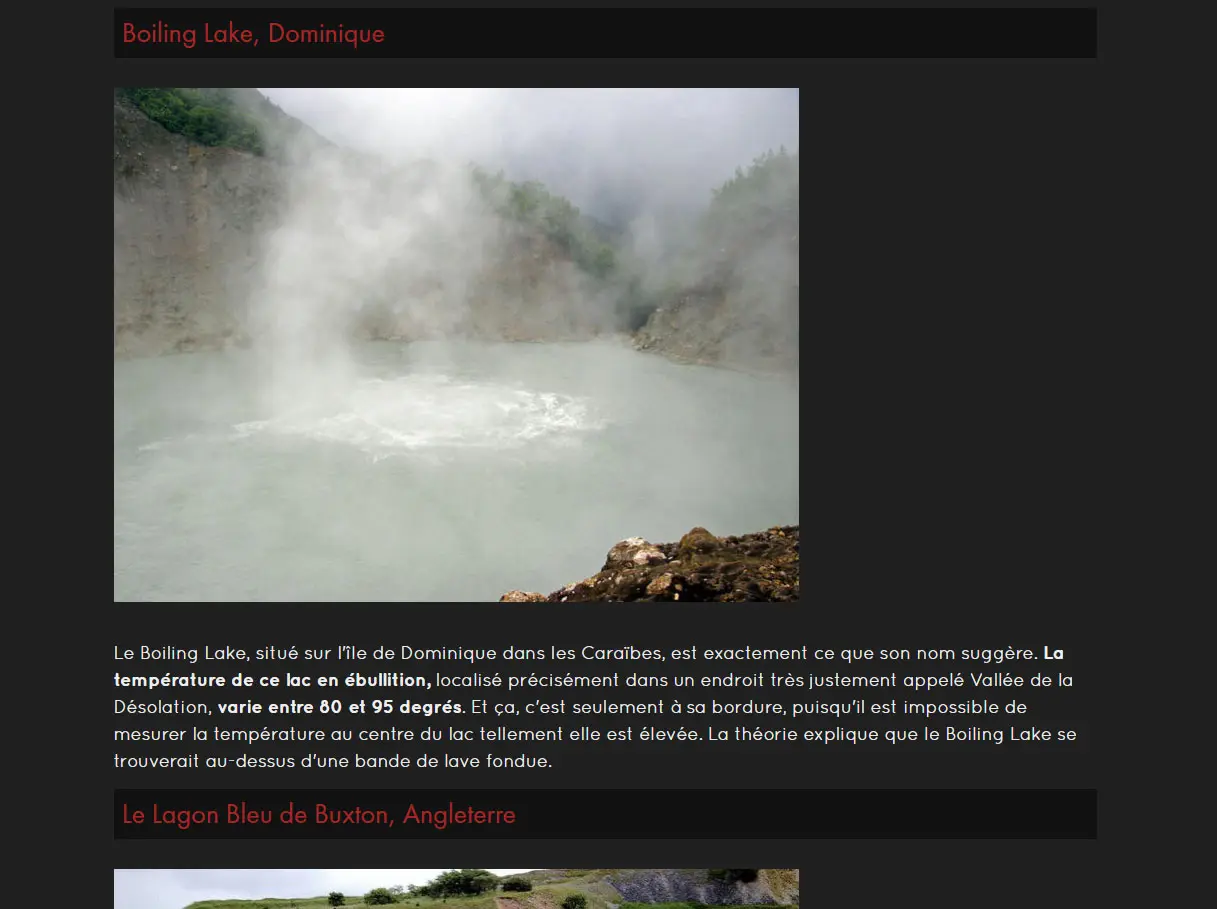 Boiling Lake, Dominique
Le Boiling Lake, situé sur l'île de Dominique dans les Caraïbes, est exactement ce que son nom suggère. La
température de ce lac en ébullition, localisé précisément dans un endroit très justement appelé Vallée de la
Désolation, varie entre 80 et 95 degrés. Et ça, c'est seulement à sa bordure, puisqu'il est impossible de
mesurer la température au centre du lac tellement elle est élevée. La théorie explique que le Boiling Lake se
trouverait au-dessus d'une bande de lave fondue.
Le Lagon Bleu de Buxton, Angleterre